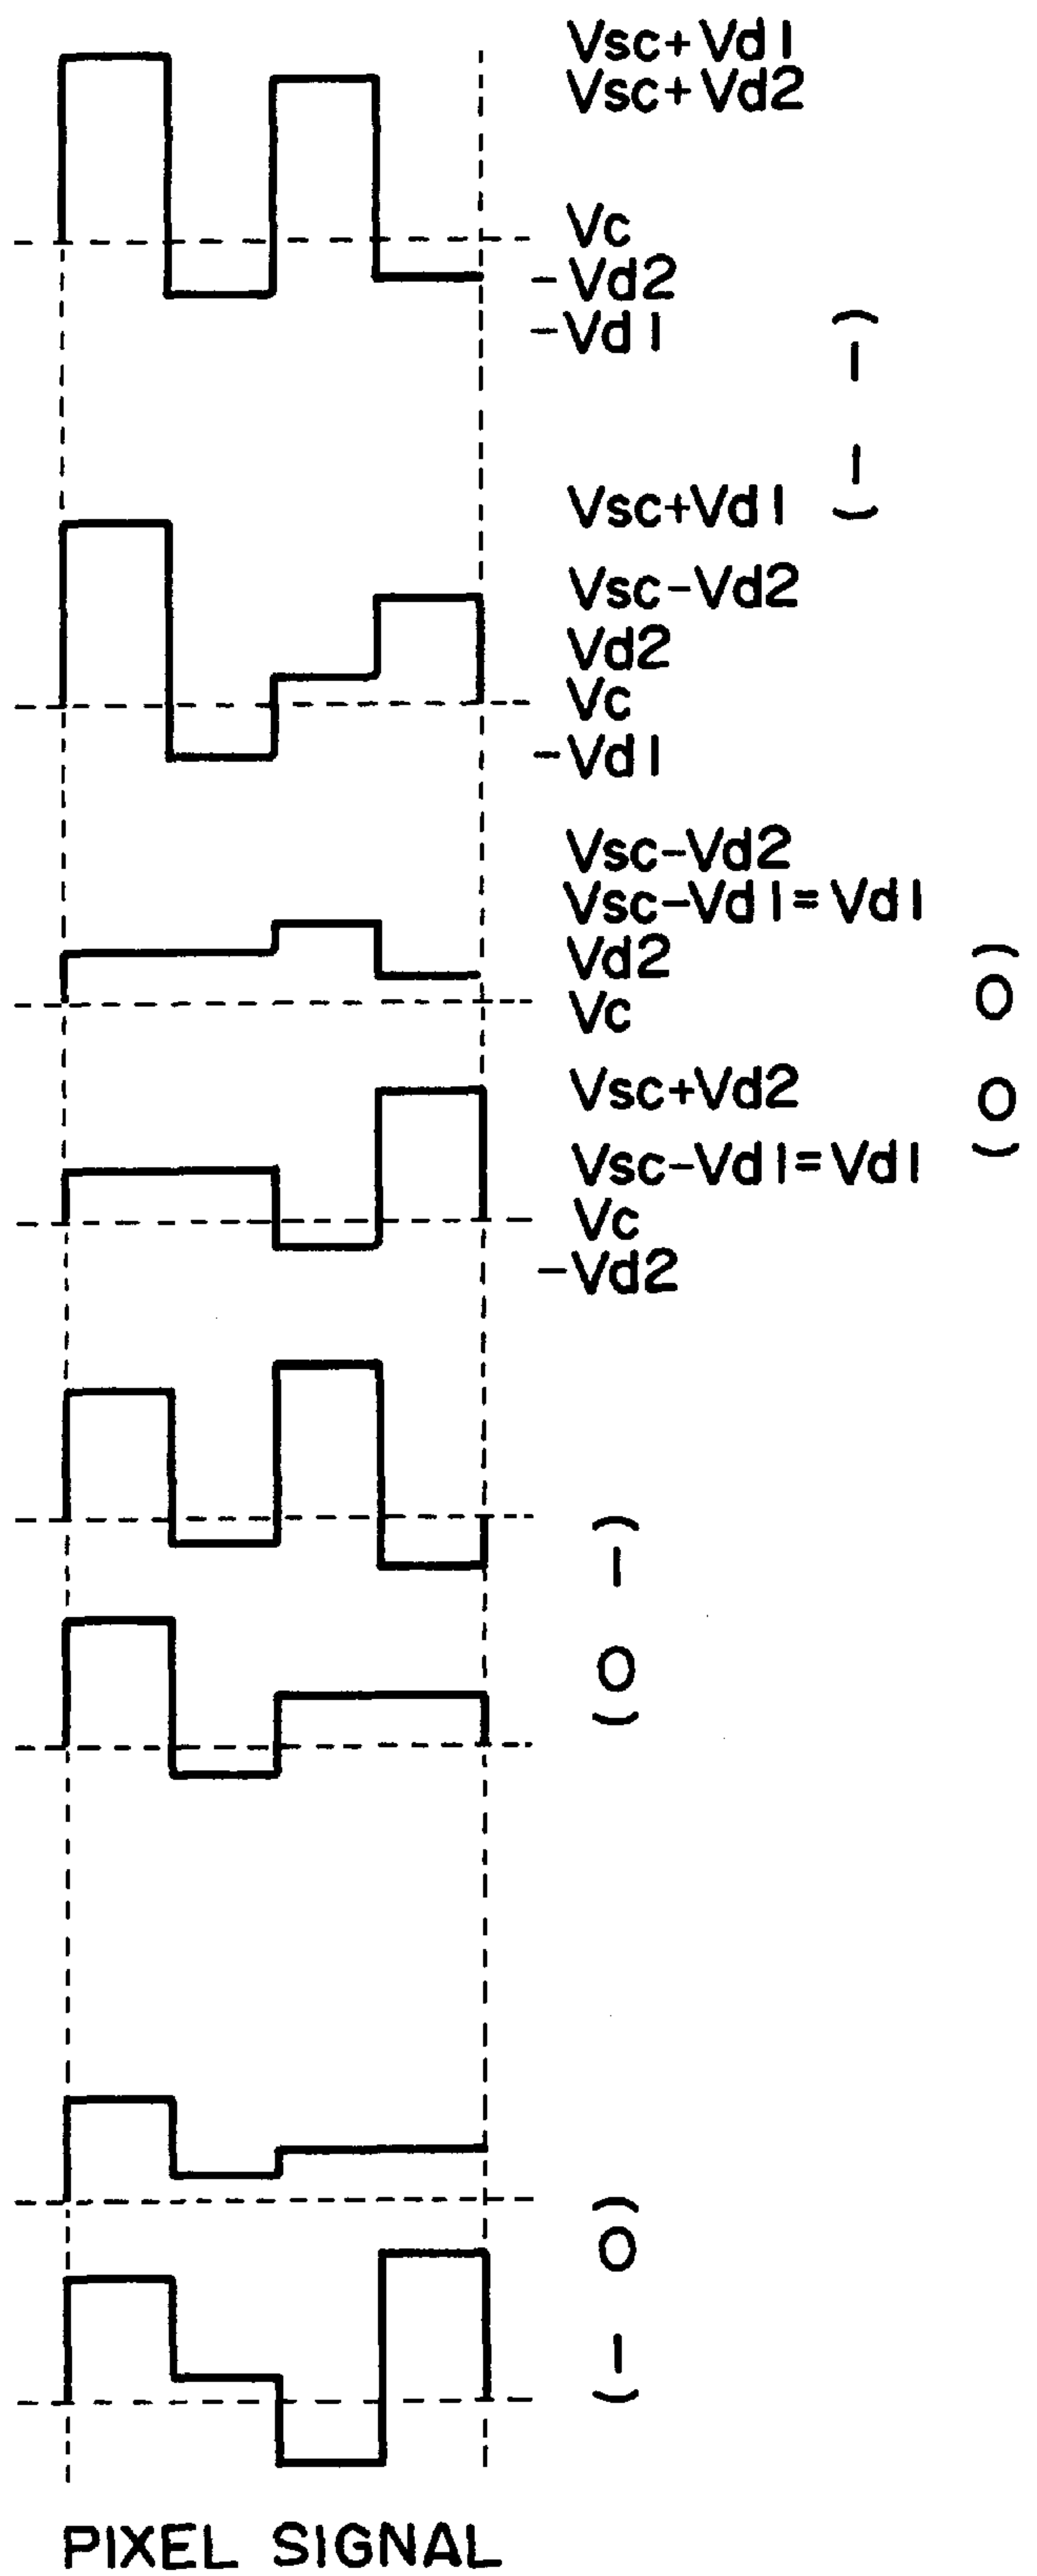 Vsc+Vd1
Vsc+Vd2
Vc
-Vd2
-Vd1
(1 1)
Vsc+Vd1
Vsc-Vd2
Vd2
Vc
-Vd1
Vsc-Vd2
Vsc-Vd1=Vd1
Vd2
Vc
(0 0)
Vsc+Vd2
Vsc-Vd1=Vd1
Vc
-Vd2
(1 0)
(0 1)
PIXEL SIGNAL